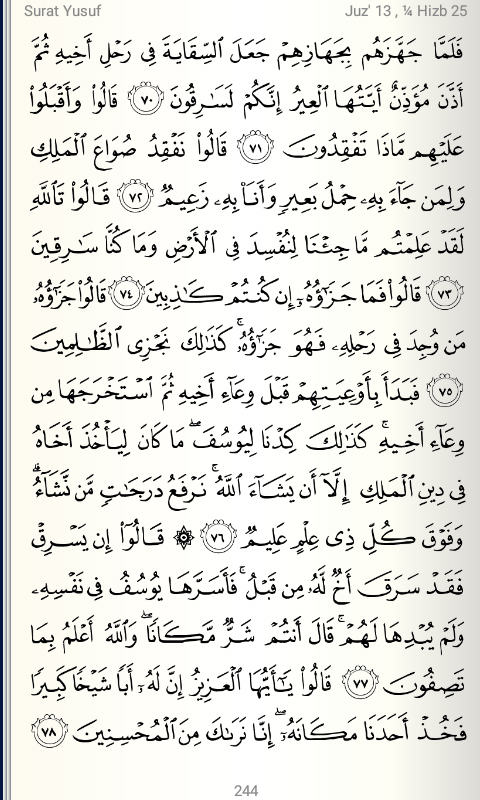 Surat Yusuf
Juz' 13 , ¼ Hizb 25
فَلَمَّا جَهَّزَهُم بِجَهَازِهِمْ جَعَلَ ٱلسِّقَايَةَ فِى رَحْلِ أَخِيهِ ثُمَّ
أَذَّنَ مُؤَذِّنٌ أَيَّتُهَا ٱلْعِيرُ إِنَّكُمْ لَسَٰرِقُونَ ٧٠ قَالُوا۟ وَأَقْبَلُوا۟
عَلَيْهِم مَّاذَا تَفْقِدُونَ ٧١ قَالُوا۟ نَفْقِدُ صُوَاعَ ٱلْمَلِكِ
وَلِمَن جَآءَ بِهِۦ حِمْلُ بَعِيرٍ وَأَنَا۠ بِهِۦ زَعِيمٌ ٧٢ قَالُوا۟ تَٱللَّهِ
لَقَدْ عَلِمْتُم مَّا جِئْنَا لِنُفْسِدَ فِى ٱلْأَرْضِ وَمَا كُنَّا سَٰرِقِينَ
٧٣ قَالُوا۟ فَمَا جَزَٰٓؤُهُۥٓ إِن كُنتُمْ كَٰذِبِينَ ٧٤ قَالُوا۟ جَزَٰٓؤُهُۥ
مَن وُجِدَ فِى رَحْلِهِۦ فَهُوَ جَزَٰٓؤُهُۥ ۚ كَذَٰلِكَ نَجْزِى ٱلظَّٰلِمِينَ
٧٥ فَبَدَأَ بِأَوْعِيَتِهِمْ قَبْلَ وِعَآءِ أَخِيهِ ثُمَّ ٱسْتَخْرَجَهَا مِن
وِعَآءِ أَخِيهِ ۚ كَذَٰلِكَ كِدْنَا لِيُوسُفَ ۖ مَا كَانَ لِيَأْخُذَ أَخَاهُ
فِى دِينِ ٱلْمَلِكِ إِلَّآ أَن يَشَآءَ ٱللَّهُ ۚ نَرْفَعُ دَرَجَٰتٍ مَّن نَّشَآءُ ۗ
وَفَوْقَ كُلِّ ذِى عِلْمٍ عَلِيمٌ ٧٦ ۞ قَالُوٓا۟ إِن يَسْرِقْ
فَقَدْ سَرَقَ أَخٌ لَّهُۥ مِن قَبْلُ ۚ فَأَسَرَّهَا يُوسُفُ فِى نَفْسِهِۦ
وَلَمْ يُبْدِهَا لَهُمْ ۚ قَالَ أَنتُمْ شَرٌّ مَّكَانًا ۖ وَٱللَّهُ أَعْلَمُ بِمَا
تَصِفُونَ ٧٧ قَالُوا۟ يَٰٓأَيُّهَا ٱلْعَزِيزُ إِنَّ لَهُۥٓ أَبًا شَيْخًا كَبِيرًا
فَخُذْ أَحَدَنَا مَكَانَهُۥٓ ۖ إِنَّا نَرَىٰكَ مِنَ ٱلْمُحْسِنِينَ ٧٨
244